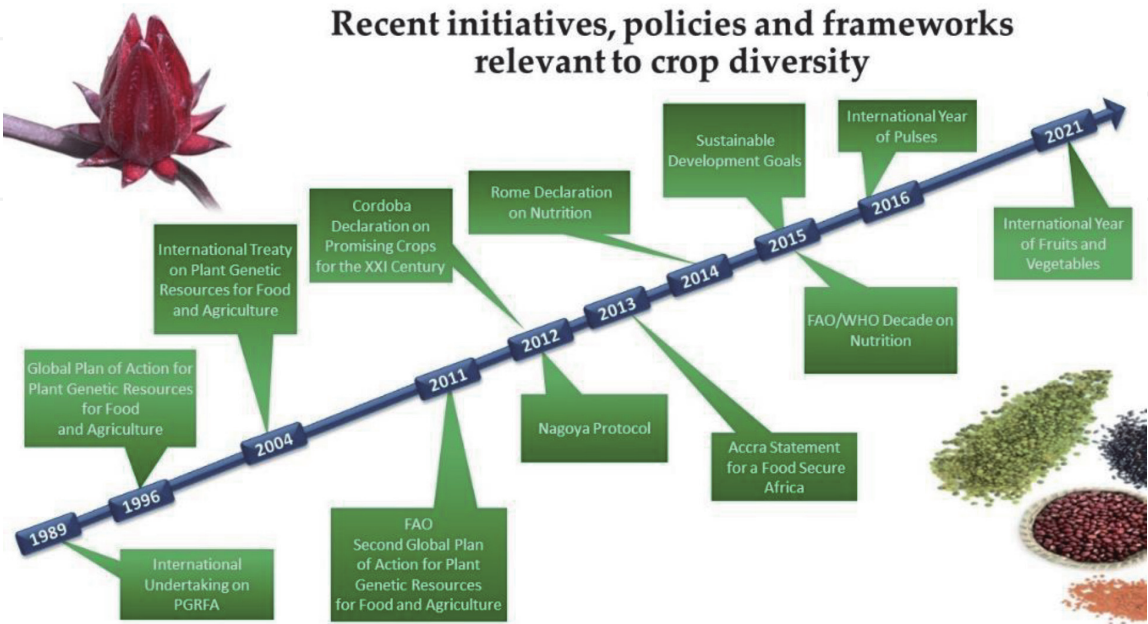 Recent initiatives, policies and frameworks
relevant to crop diversity
1989
International
Undertaking on
PGRFA
1996
Global Plan of Action for
Plant Genetic Resources
for Food
and Agriculture
2004
International Treaty
on Plant Genetic
Resources for Food
and Agriculture
2011
FAO
Second Global Plan
of Action for Plant
Genetic Resources
for Food and Agriculture
2012
Cordoba
Declaration on
Promising Crops
for the XXI Century
Nagoya Protocol
2013
Accra Statement
for a Food Secure
Africa
2014
Rome Declaration
on Nutrition
2015
Sustainable
Development Goals
FAO/WHO Decade on
Nutrition
2016
International Year
of Pulses
2021
International Year
of Fruits and
Vegetables